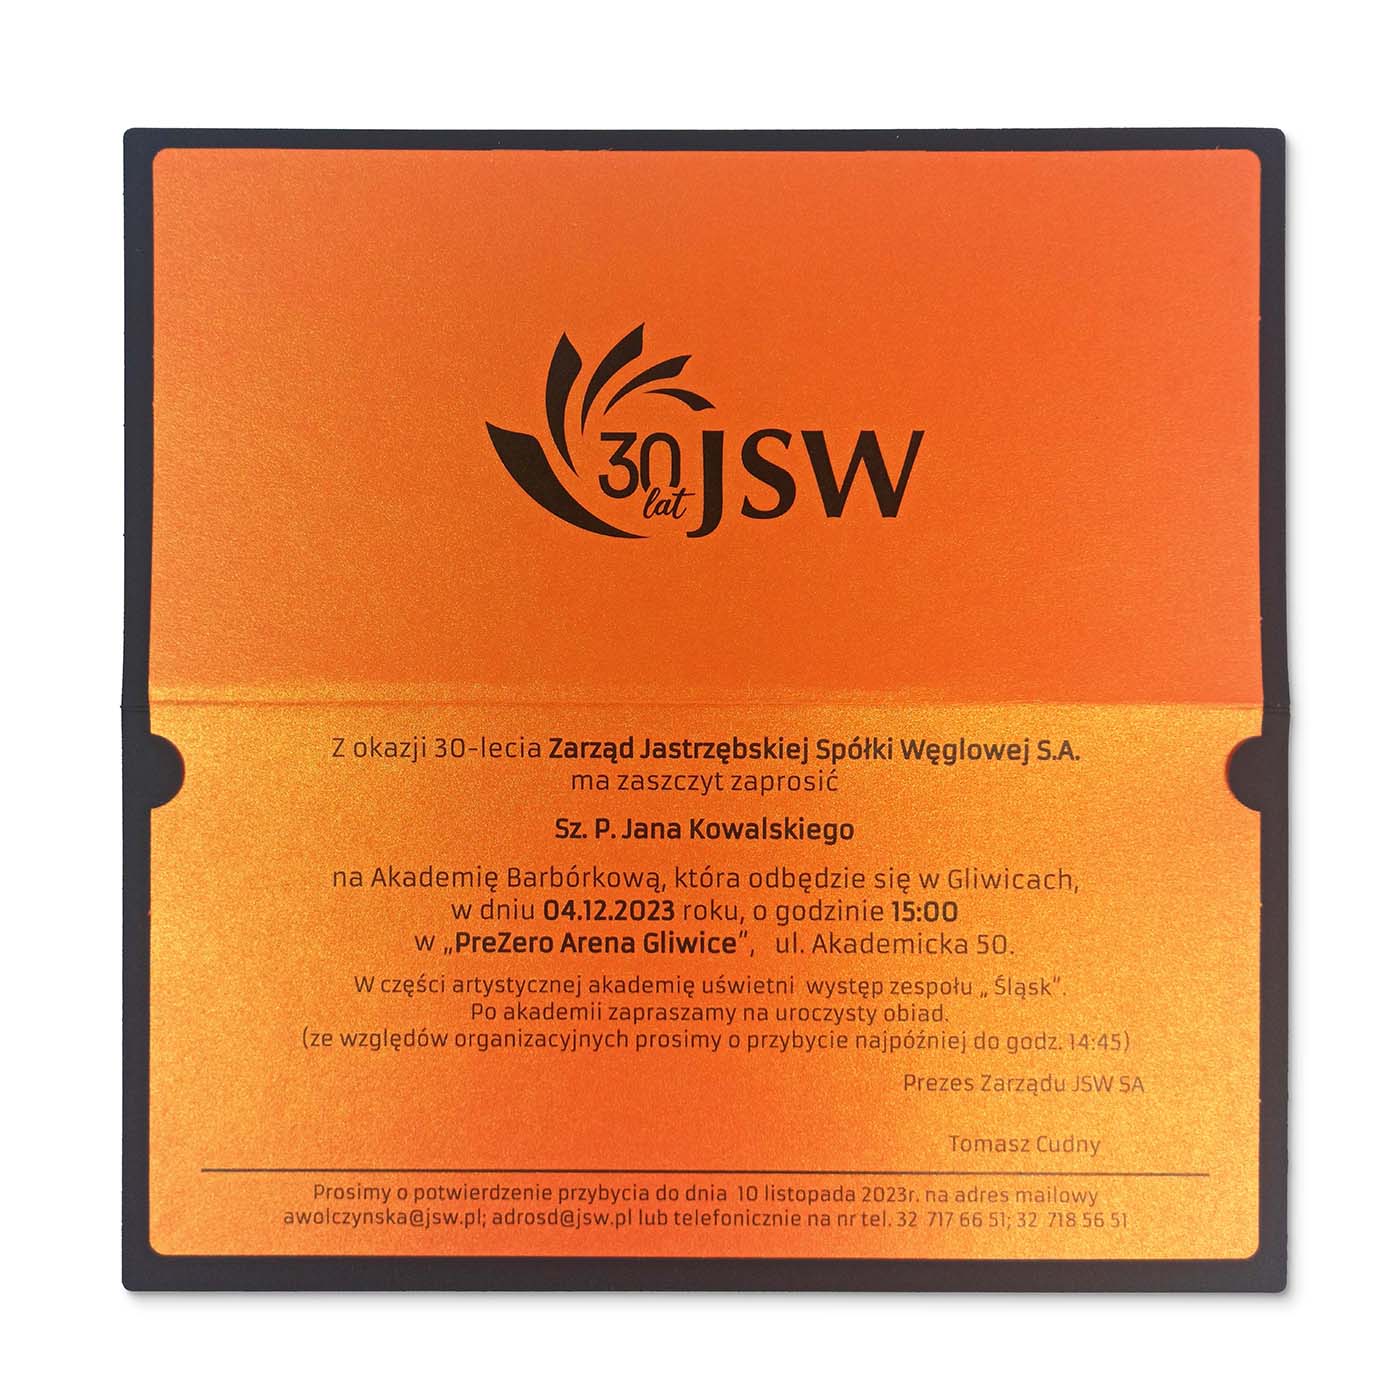 30
lat
JSW
Z okazji 30-lecia Zarząd Jastrzębskiej Spółki Węglowej S.A.
ma zaszczyt zaprosić
Sz. P. Jana Kowalskiego
na Akademię Barbórkową, która odbędzie się w Gliwicach,
w dniu 04.12.2023 roku, o godzinie 15:00
w „PreZero Arena Gliwice”, ul. Akademicka 50.
W części artystycznej akademię uświetni występ zespołu „ Śląsk”.
Po akademii zapraszamy na uroczysty obiad.
(ze względów organizacyjnych prosimy o przybycie najpóźniej do godz. 14:45)
Prezes Zarządu JSW SA
Tomasz Cudny
Prosimy o potwierdzenie przybycia do dnia 10 listopada 2023r. na adres mailowy
awolczynska@jsw.pl; adrosd@jsw.pl lub telefonicznie na nr tel. 32 717 66 51; 32 718 56 51